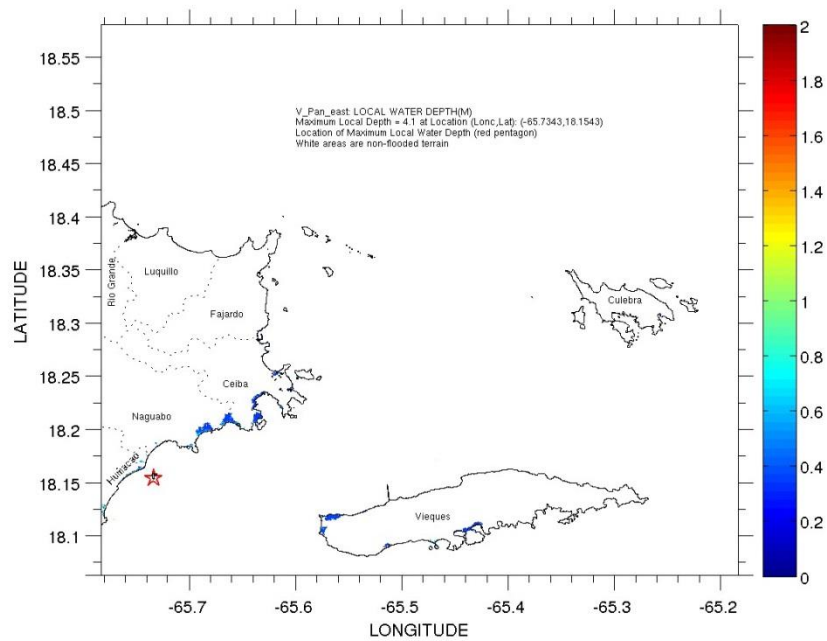 V_Pan_east: LOCAL WATER DEPTH(M)
Maximum Local Depth = 4.1 at Location (Lonc,Lat): (-65.7343,18.1543)
Location of Maximum Local Water Depth (red pentagon)
White areas are non-flooded terrain
LATITUDE
18.55
18.5
18.45
18.4
18.35
18.3
18.25
18.2
18.15
18.1
Rio Grande
Luquillo
Fajardo
Culebra
Ceiba
Naguabo
Humacao
Vieques
-65.7
-65.6
-65.5
-65.4
-65.3
-65.2
LONGITUDE
2
1.8
1.6
1.4
1.2
1
0.8
0.6
0.4
0.2
0